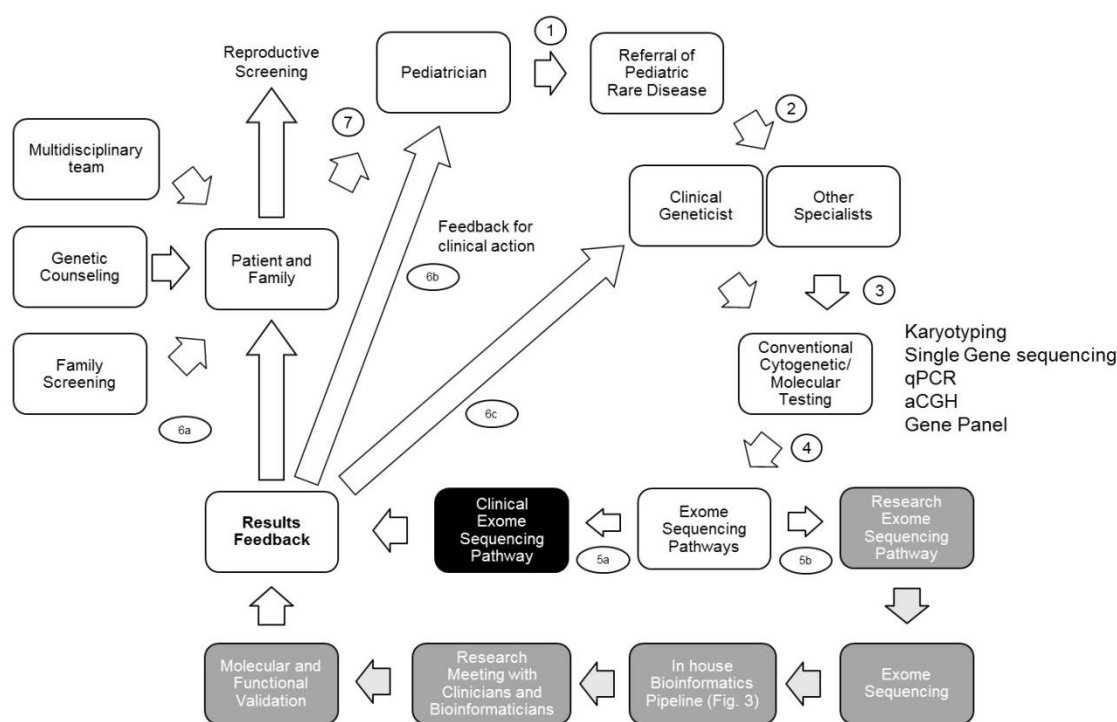 1
Reproductive
Screening
Pediatrician
Referral of
Pediatric
Rare Disease
7
2
Multidisciplinary
team
Clinical
Geneticist
Other
Specialists
Feedback for
clinical action
Genetic
Counseling
Patient and
Family
6b
3
Karyotyping
Single Gene sequencing
qPCR
aCGH
Gene Panel
Conventional
Cytogenetic/
Molecular
Testing
Family
Screening
6c
6a
4
Results
Feedback
Clinical
Exome
Sequencing
Pathway
Exome
Sequencing
Pathways
Research
Exome
Sequencing
Pathway
5a
5b
Molecular and
Functional
Validation
Research
Meeting with
Clinicians and
Bioinformaticians
In house
Bioinformatics
Pipeline (Fig. 3)
Exome
Sequencing